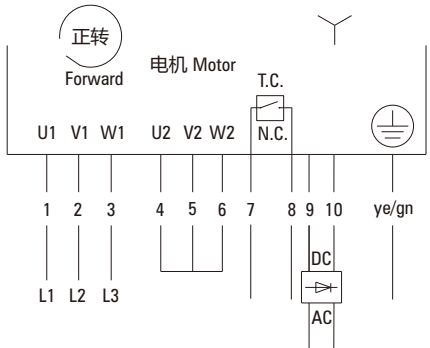 正转
Forward
电机 Motor
T.C.
N.C.
U1 V1 W1 U2 V2 W2
1 2 3 4 5 6 7 8 9 10 ye/gn
DC
L1 L2 L3
AC